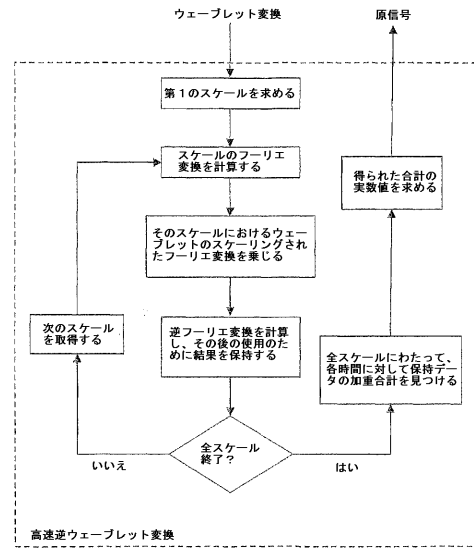 ウェーブレット変換
原信号
第１のスケールを求める
スケールのフーリエ
変換を計算する
そのスケールにおけるウェー
ブレットのスケーリングされ
たフーリエ変換を乗じる
逆フーリエ変換を計算
し、その後の使用のた
めに結果を保持する
全スケール
終了？
いいえ
次のスケール
を取得する
はい
全スケールにわたって、
各時間に対して保持デー
タの加重合計を見つける
得られた合計の
実数値を求める
高速逆ウェーブレット変換